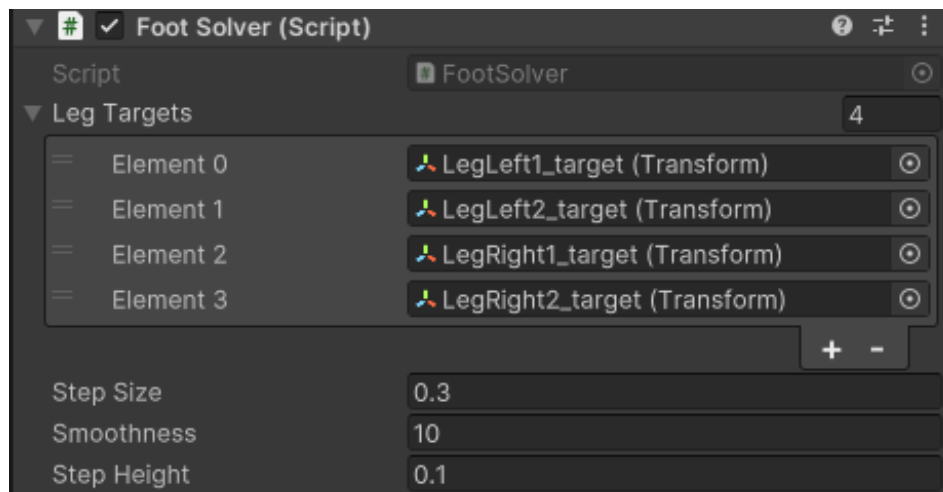 # Foot Solver (Script)
Script # FootSolver
Leg Targets 4
Element 0 LegLeft1_target (Transform)
Element 1 LegLeft2_target (Transform)
Element 2 LegRight1_target (Transform)
Element 3 LegRight2_target (Transform)
+ -
Step Size 0.3
Smoothness 10
Step Height 0.1